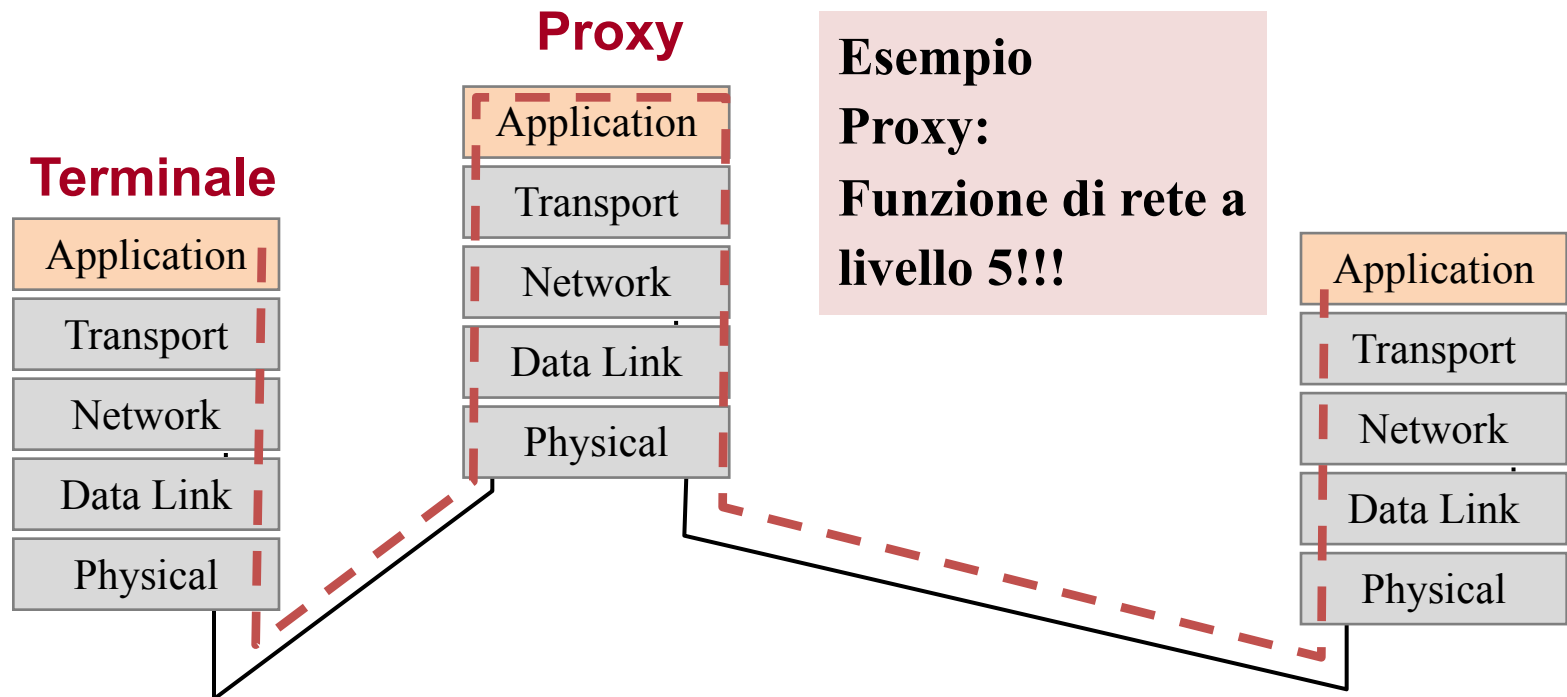 Terminale
Application
Transport
Network
Data Link
Physical
Proxy
Application
Transport
Network
Data Link
Physical
Esempio
Proxy:
Funzione di rete a
livello 5!!!
Application
Transport
Network
Data Link
Physical